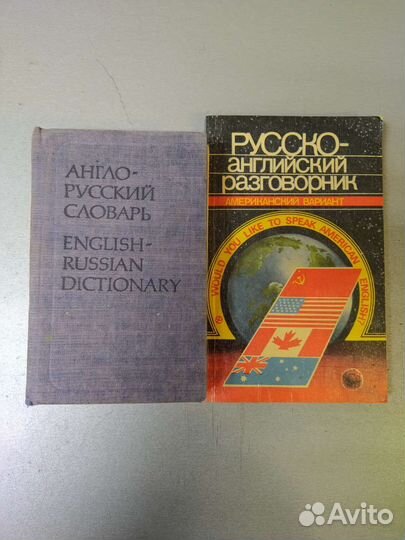 АНГЛО-
РУССКИЙ
СЛОВАРЬ
ENGLISH-
RUSSIAN
DICTIONARY
РУССКО-
АНГЛИЙСКИЙ
РАЗГОВОРНИК
АМЕРИКАНСКИЙ ВАРИАНТ
WOULD YOU LIKE TO SPEAK AMERICAN ENGLISH?
Avito